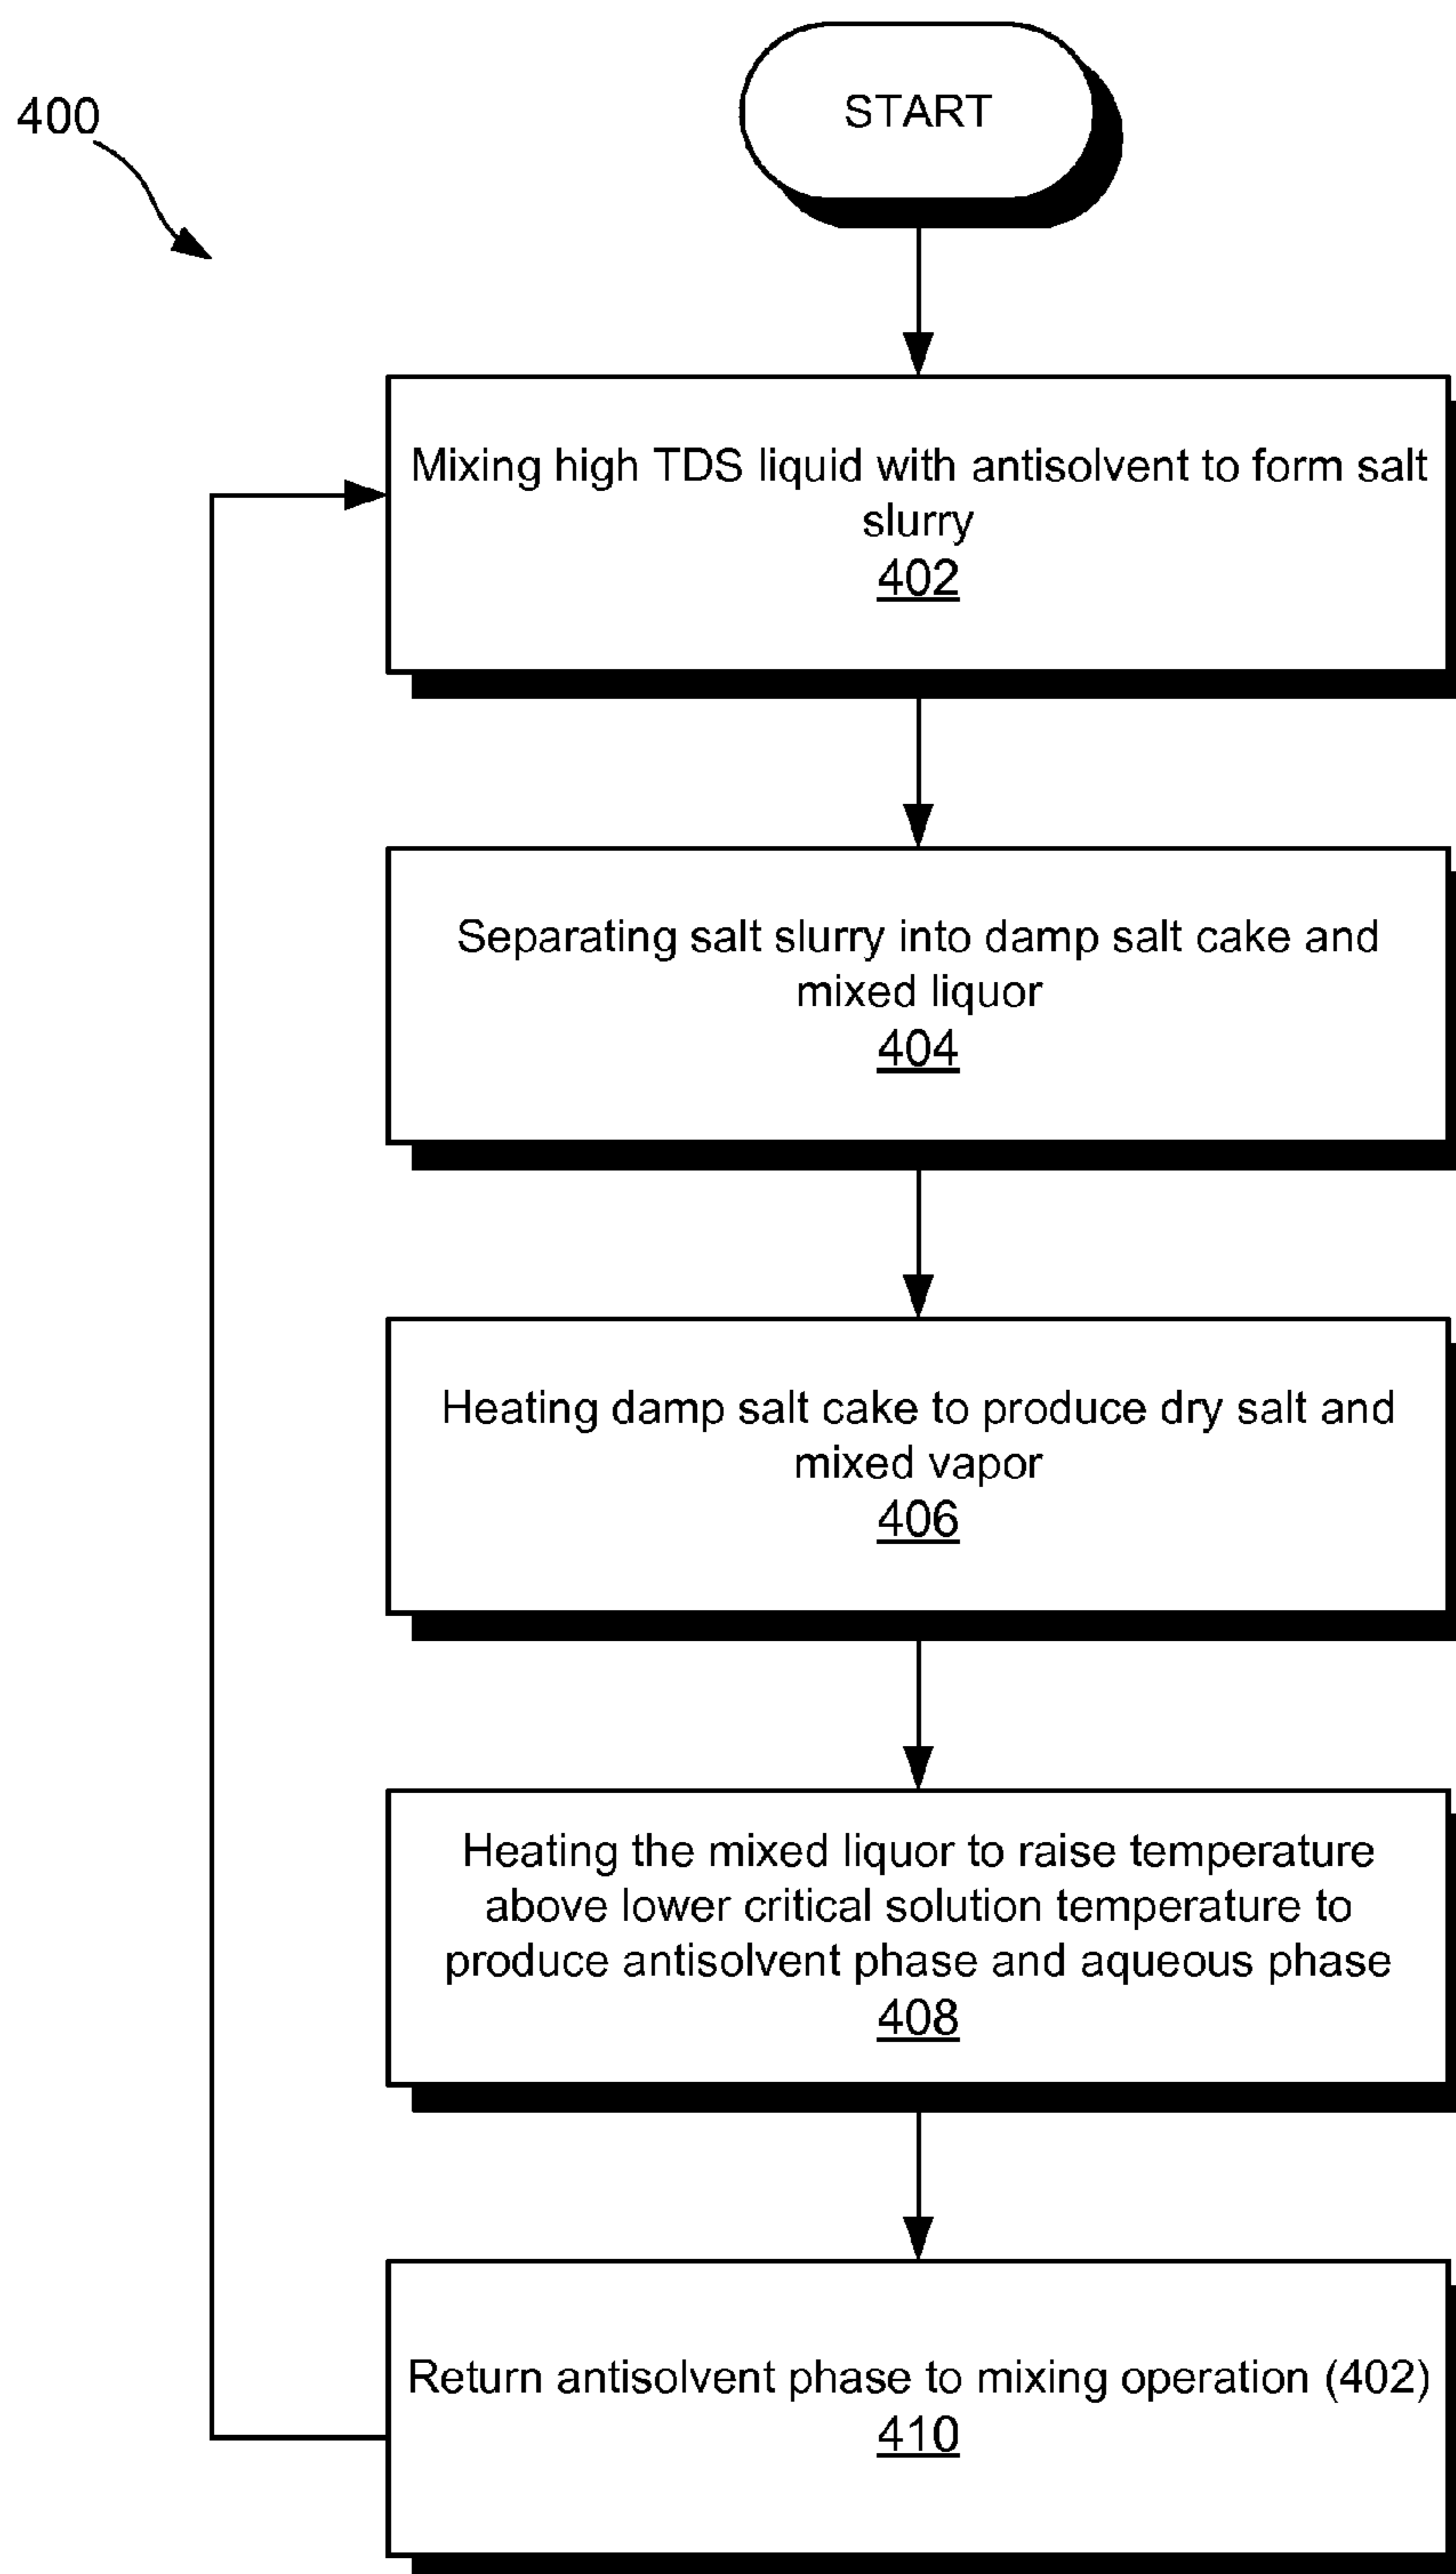 400
START
Mixing high TDS liquid with antisolvent to form salt
slurry
402
Separating salt slurry into damp salt cake and
mixed liquor
404
Heating damp salt cake to produce dry salt and
mixed vapor
406
Heating the mixed liquor to raise temperature
above lower critical solution temperature to
produce antisolvent phase and aqueous phase
408
Return antisolvent phase to mixing operation (402)
410